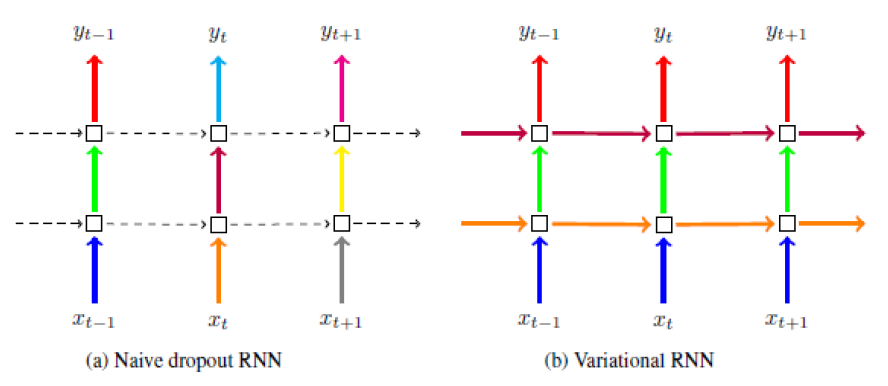 y_{t−1} y_t y_{t+1} y_{t−1} y_t y_{t+1}
x_{t−1} x_t x_{t+1} x_{t−1} x_t x_{t+1}
(a) Naive dropout RNN (b) Variational RNN